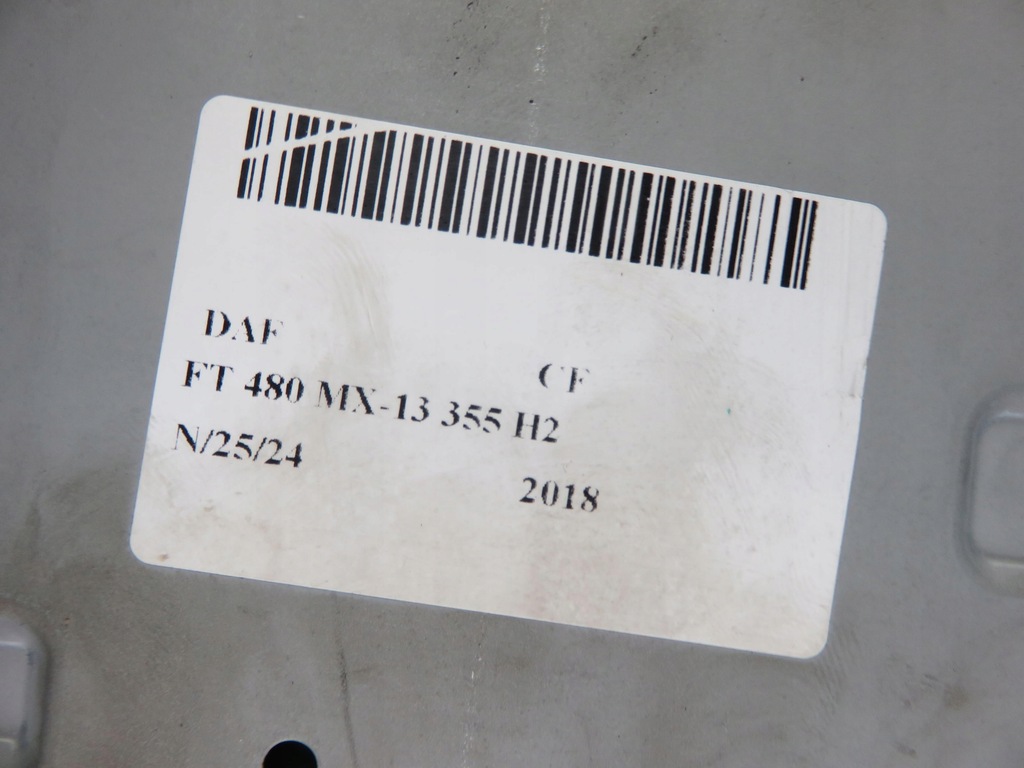 DAF CF
FT 480 MX-13 355 H2
N/25/24 2018